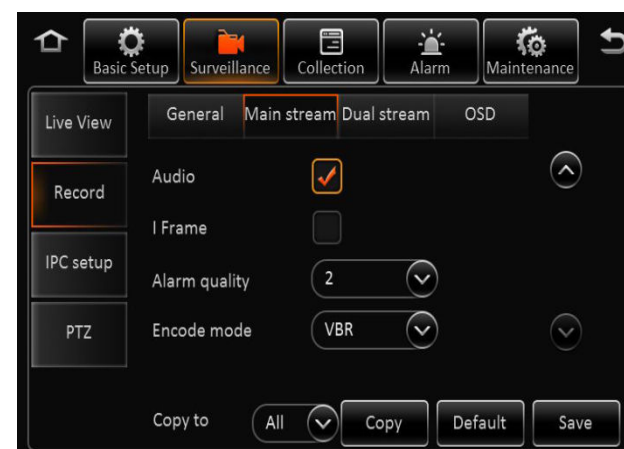 Basic Setup Surveillance Collection Alarm Maintenance
Live View
Record
IPC setup
PTZ
General Main stream Dual stream OSD
Audio
I Frame
Alarm quality 2
Encode mode VBR
Copy to All Copy Default Save